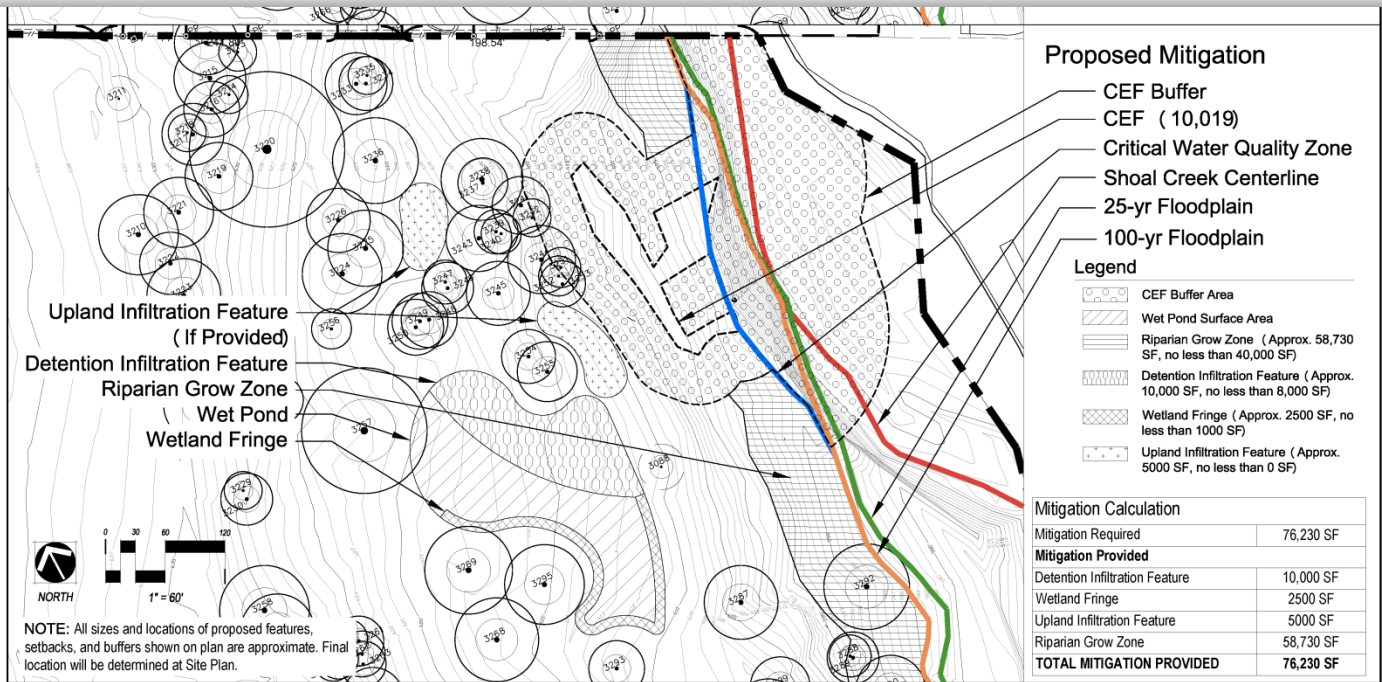 198.54'
3211
3215
3220
3219
3221
3210
3236
3238
3226
3224
3243
3247
3245
3256
3255
3088
3229
3269
3295
3268
3287
3292
3293
3258
Upland Infiltration Feature
( If Provided)
Detention Infiltration Feature
Riparian Grow Zone
Wet Pond
Wetland Fringe
0 30 60 120
NORTH
1" = 60'
NOTE: All sizes and locations of proposed features,
setbacks, and buffers shown on plan are approximate. Final
location will be determined at Site Plan.
Proposed Mitigation
CEF Buffer
CEF ( 10,019)
Critical Water Quality Zone
Shoal Creek Centerline
25-yr Floodplain
100-yr Floodplain
Legend
CEF Buffer Area
Wet Pond Surface Area
Riparian Grow Zone ( Approx. 58,730
SF, no less than 40,000 SF)
Detention Infiltration Feature ( Approx.
10,000 SF, no less than 8,000 SF)
Wetland Fringe ( Approx. 2500 SF, no
less than 1000 SF)
Upland Infiltration Feature ( Approx.
5000 SF, no less than 0 SF)
Mitigation Calculation
Mitigation Required 76,230 SF
Mitigation Provided
Detention Infiltration Feature 10,000 SF
Wetland Fringe 2500 SF
Upland Infiltration Feature 5000 SF
Riparian Grow Zone 58,730 SF
TOTAL MITIGATION PROVIDED 76,230 SF